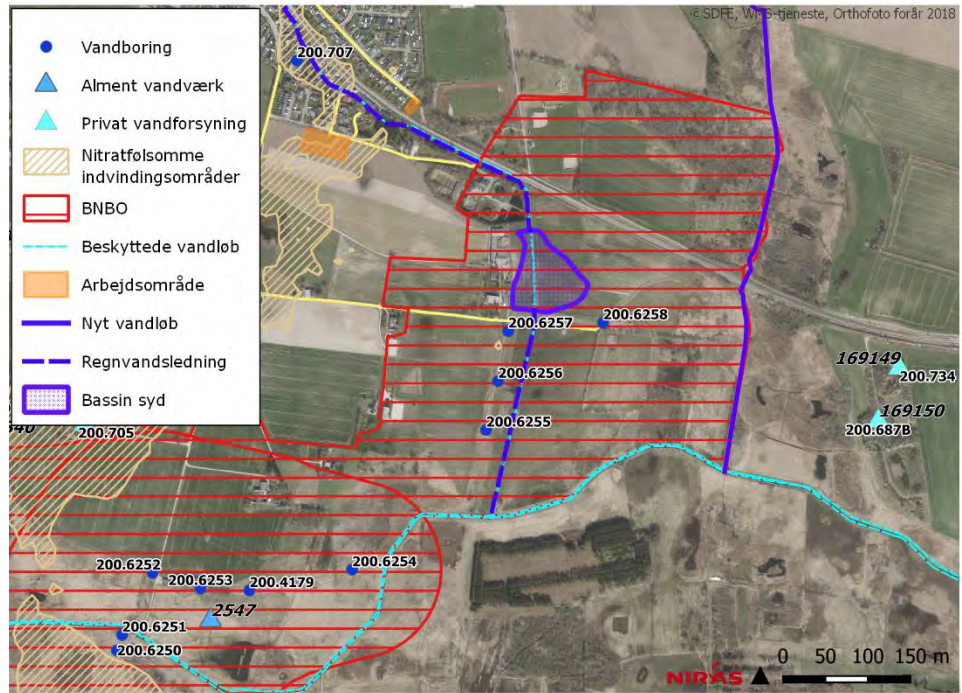 © SDFE, WMS-tjeneste, Orthofoto forår 2018
Vandboring
Alment vandværk
Privat vandforsyning
Nitratfølsomme
indvindingsområder
BNBO
Beskyttede vandløb
Arbejdsområde
Nyt vandløb
Regnvandsledning
Bassin syd
200.707
200.6257
200.6258
200.6256
200.6255
169149
200.734
169150
200.687B
200.705
200.6252
200.6253
200.4179
200.6254
2547
200.6251
200.6250
NIRAS
0 50 100 150 m